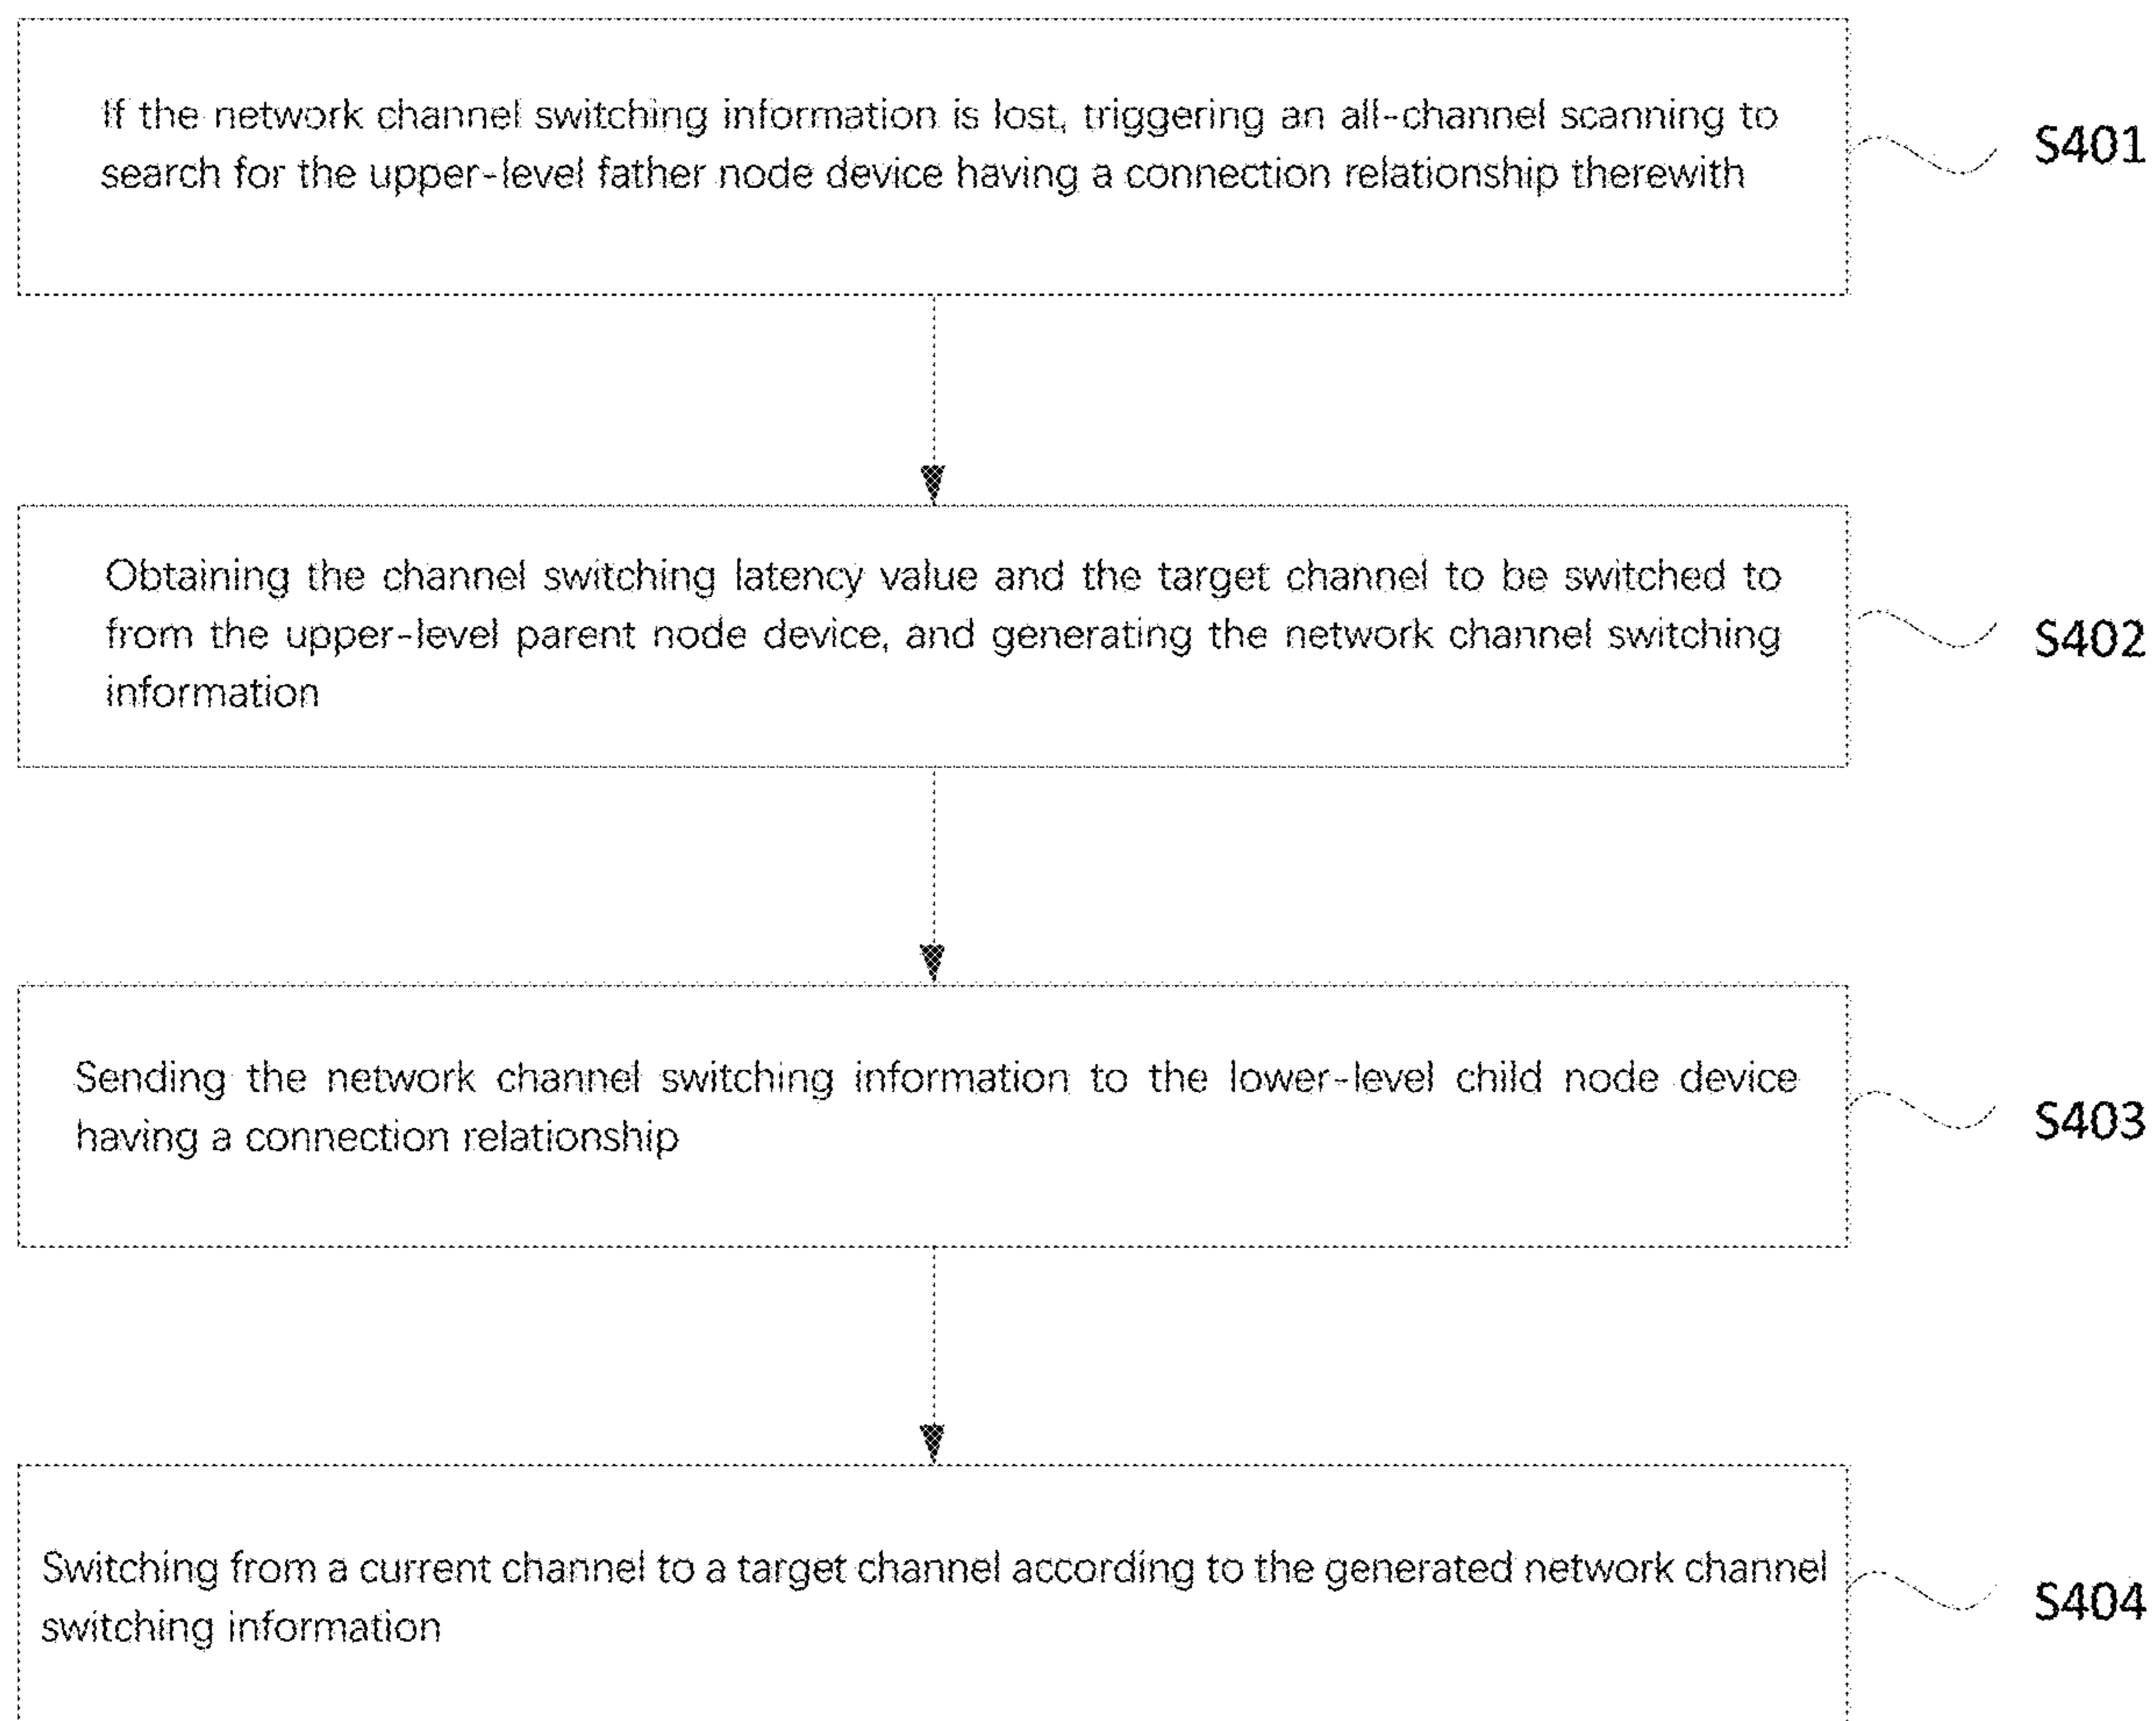 If the network channel switching information is lost, triggering an all-channel scanning to
search for the upper-level father node device having a connection relationship therewith
S401
Obtaining the channel switching latency value and the target channel to be switched to
from the upper-level parent node device, and generating the network channel switching
information
S402
Sending the network channel switching information to the lower-level child node device
having a connection relationship
S403
Switching from a current channel to a target channel according to the generated network channel
switching information
S404